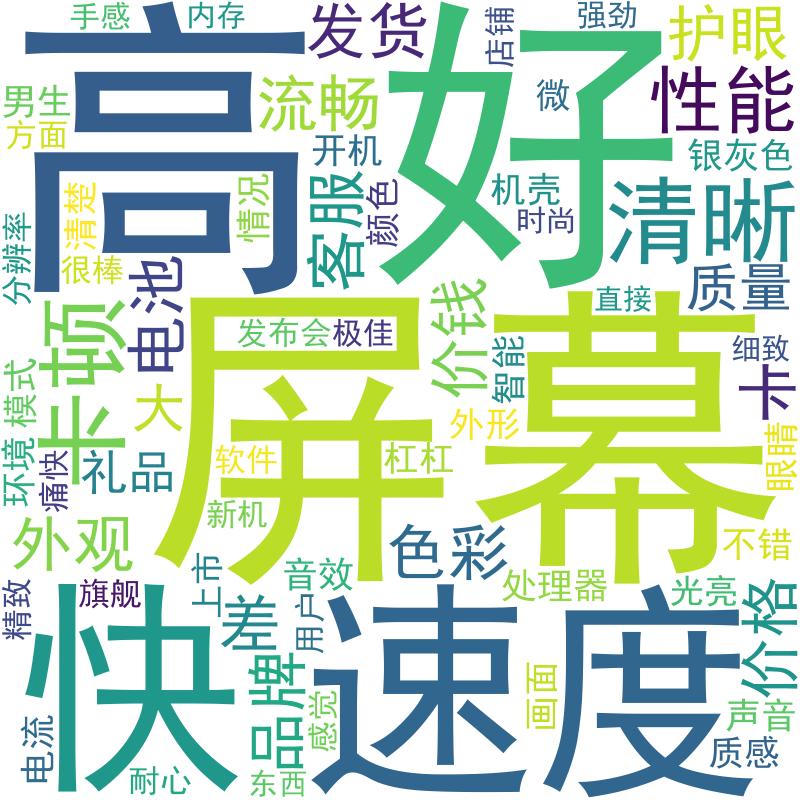 手感
内存
发货
店铺
强劲
护眼
高
好
男生
方面
流畅
微
性能
开机
银灰色
清楚
情况
客服
颜色
机壳
时尚
清晰
分辨率
很棒
电池
质量
卡顿
屏幕
发布会
极佳
价钱
直接
智能
细致
卡
模式
大
外形
眼睛
环境
痛快
礼品
软件
杠杠
新机
外观
色彩
不错
精致
旗舰
上市
音效
处理器
光亮
价格
快
差
用户
速度
品牌
感觉
画面
声音
电流
质感
耐心
东西